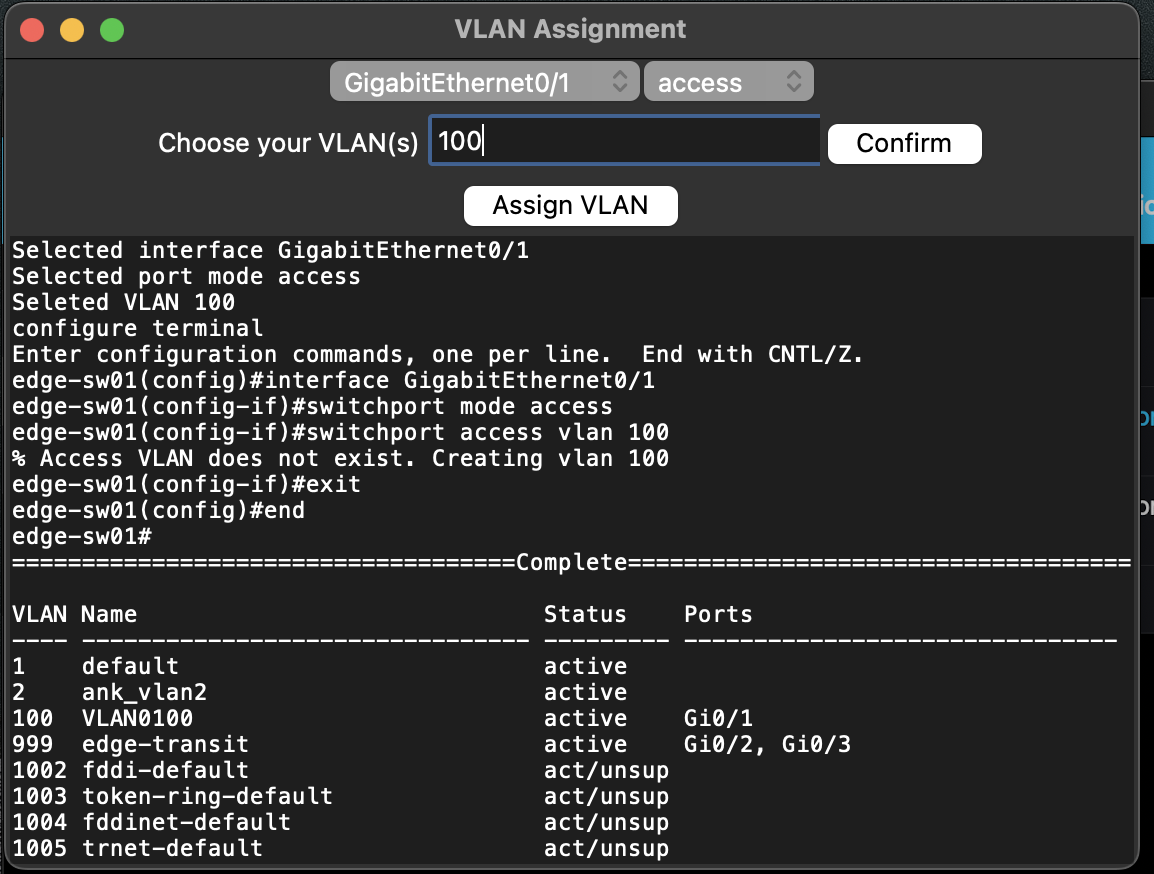 VLAN Assignment
GigabitEthernet0/1 access
Choose your VLAN(s) 100 Confirm
Assign VLAN
Selected interface GigabitEthernet0/1
Selected port mode access
Seleted VLAN 100
configure terminal
Enter configuration commands, one per line.  End with CNTL/Z.
edge-sw01(config)#interface GigabitEthernet0/1
edge-sw01(config-if)#switchport mode access
edge-sw01(config-if)#switchport access vlan 100
% Access VLAN does not exist. Creating vlan 100
edge-sw01(config-if)#exit
edge-sw01(config)#end
edge-sw01#
====================================Complete====================================
VLAN Name                             Status    Ports
---- -------------------------------- --------- -------------------------------
1    default                          active
2    ank_vlan2                        active
100  VLAN0100                         active    Gi0/1
999  edge-transit                     active    Gi0/2, Gi0/3
1002 fddi-default                     act/unsup
1003 token-ring-default               act/unsup
1004 fddinet-default                  act/unsup
1005 trnet-default                    act/unsup